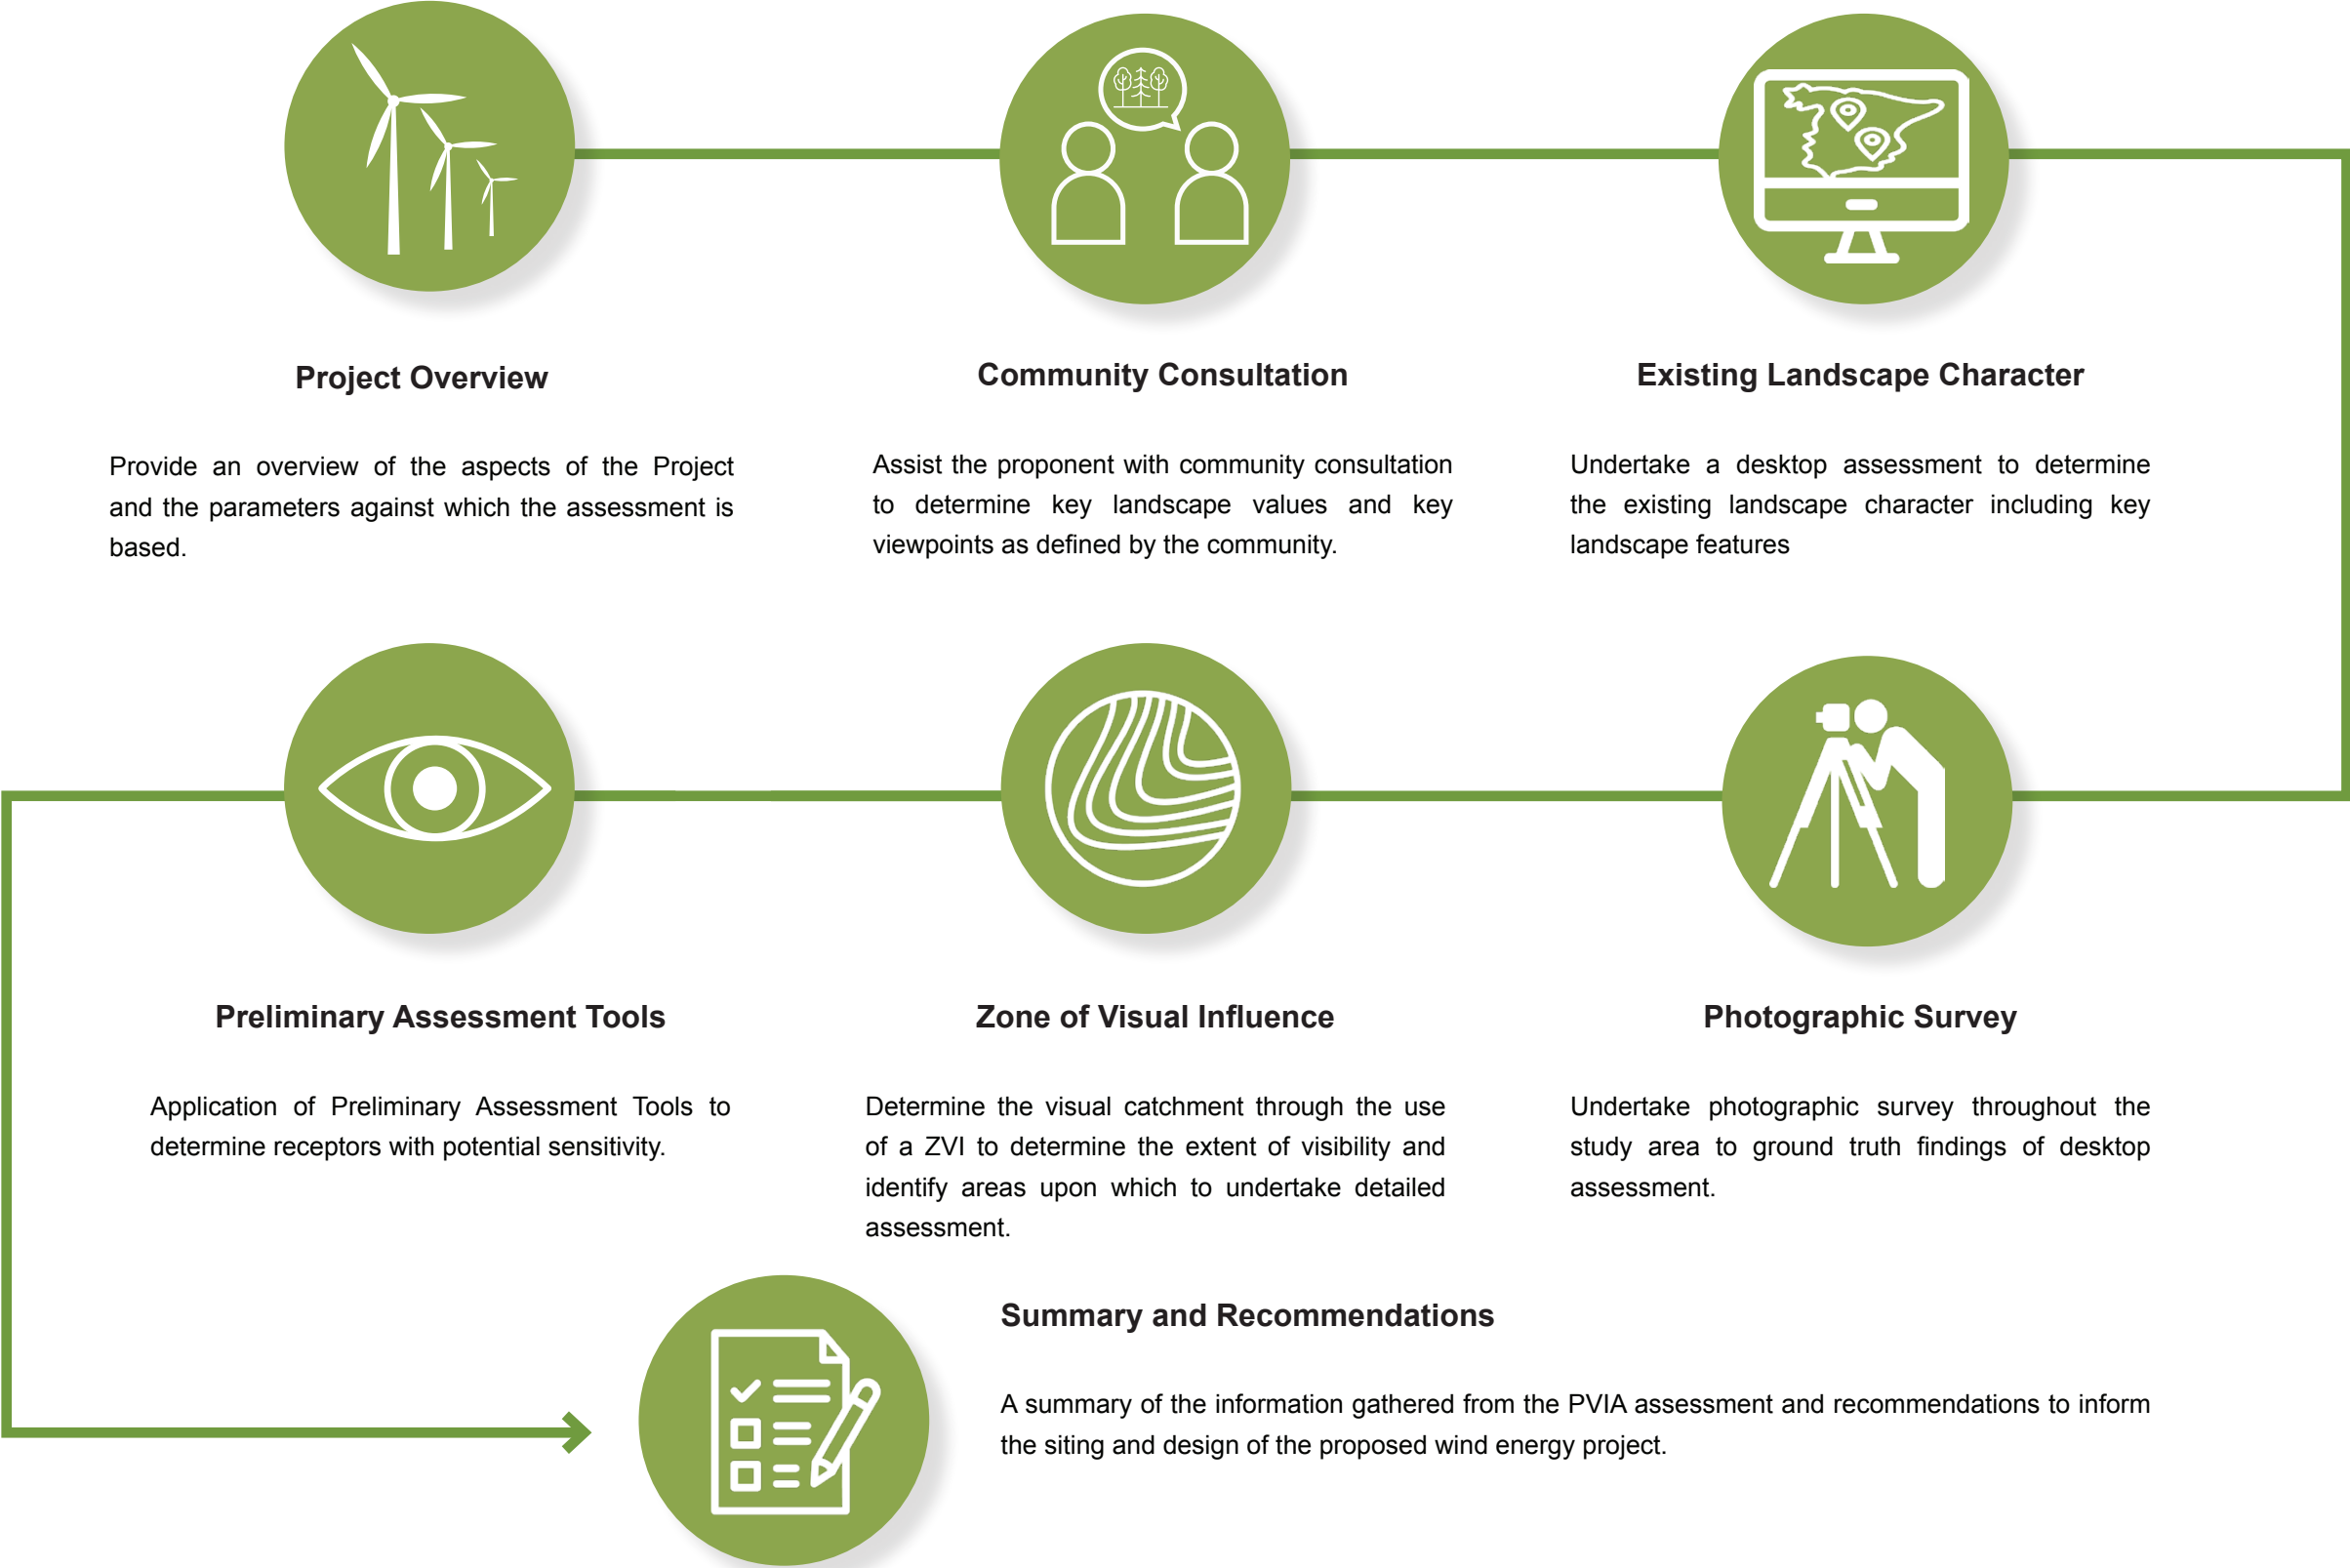 Project Overview
Provide an overview of the aspects of the Project
and the parameters against which the assessment is
based.
Community Consultation
Assist the proponent with community consultation
to determine key landscape values and key
viewpoints as defined by the community.
Existing Landscape Character
Undertake a desktop assessment to determine
the existing landscape character including key
landscape features
Preliminary Assessment Tools
Application of Preliminary Assessment Tools to
determine receptors with potential sensitivity.
Zone of Visual Influence
Determine the visual catchment through the use
of a ZVI to determine the extent of visibility and
identify areas upon which to undertake detailed
assessment.
Photographic Survey
Undertake photographic survey throughout the
study area to ground truth findings of desktop
assessment.
Summary and Recommendations
A summary of the information gathered from the PVIA assessment and recommendations to inform
the siting and design of the proposed wind energy project.